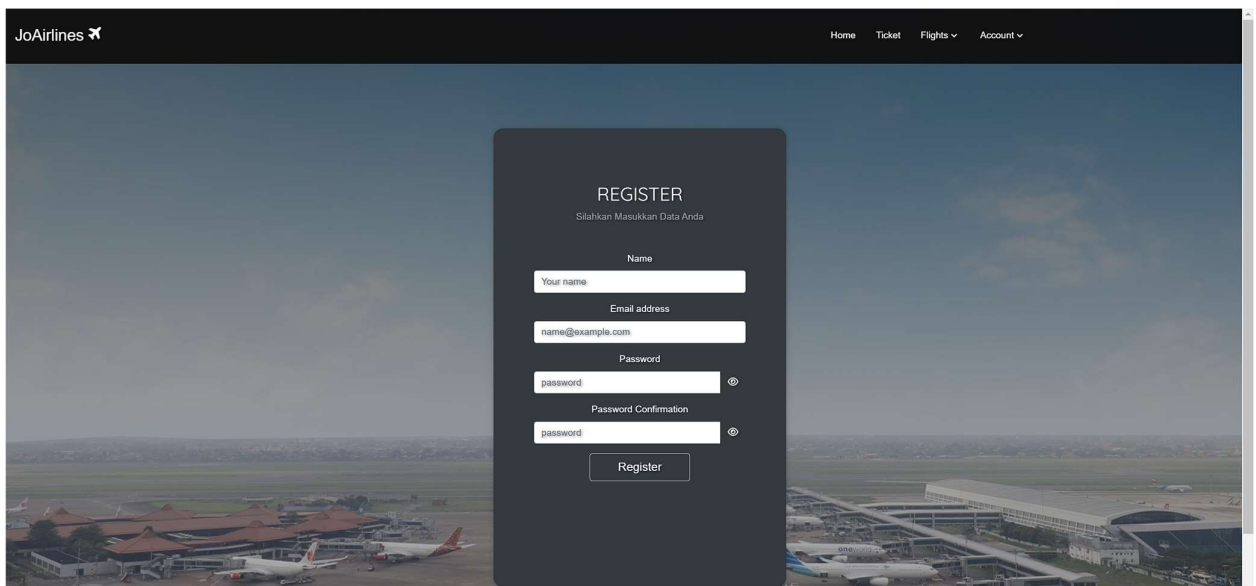 JoAirlines
Home Ticket Flights Account
REGISTER
Silahkan Masukkan Data Anda
Name
Your name
Email address
name@example.com
Password
password
Password Confirmation
password
Register
oneworld